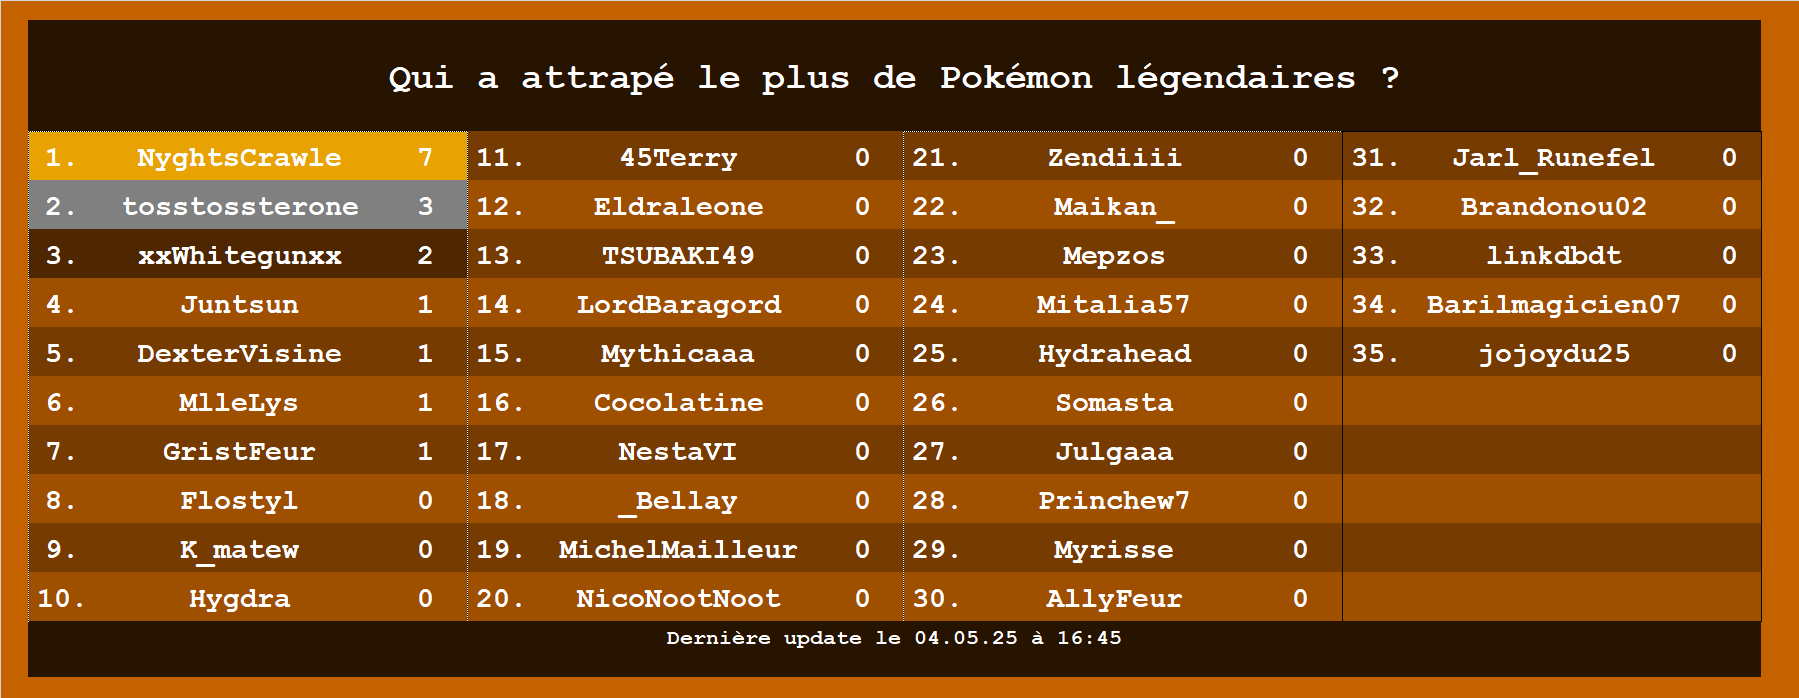 Qui a attrapé le plus de Pokémon légendaires ?
1. NyghtsCrawle 7
2. tosstossterone 3
3. xxWhitegunxx 2
4. Juntsun 1
5. DexterVisine 1
6. MlleLys 1
7. GristFeur 1
8. Flostyl 0
9. K_matew 0
10. Hygdra 0
11. 45Terry 0
12. Eldraleone 0
13. TSUBAKI49 0
14. LordBaragord 0
15. Mythicaaa 0
16. Cocolatine 0
17. NestaVI 0
18. _Bellay 0
19. MichelMailleur 0
20. NicoNootNoot 0
21. Zendiiii 0
22. Maikan_ 0
23. Mepzos 0
24. Mitalia57 0
25. Hydrahead 0
26. Somasta 0
27. Julgaaa 0
28. Princhew7 0
29. Myrisse 0
30. AllyFeur 0
31. Jarl_Runefel 0
32. Brandonou02 0
33. linkdbdt 0
34. Barilmagicien07 0
35. jojoydu25 0
Dernière update le 04.05.25 à 16:45